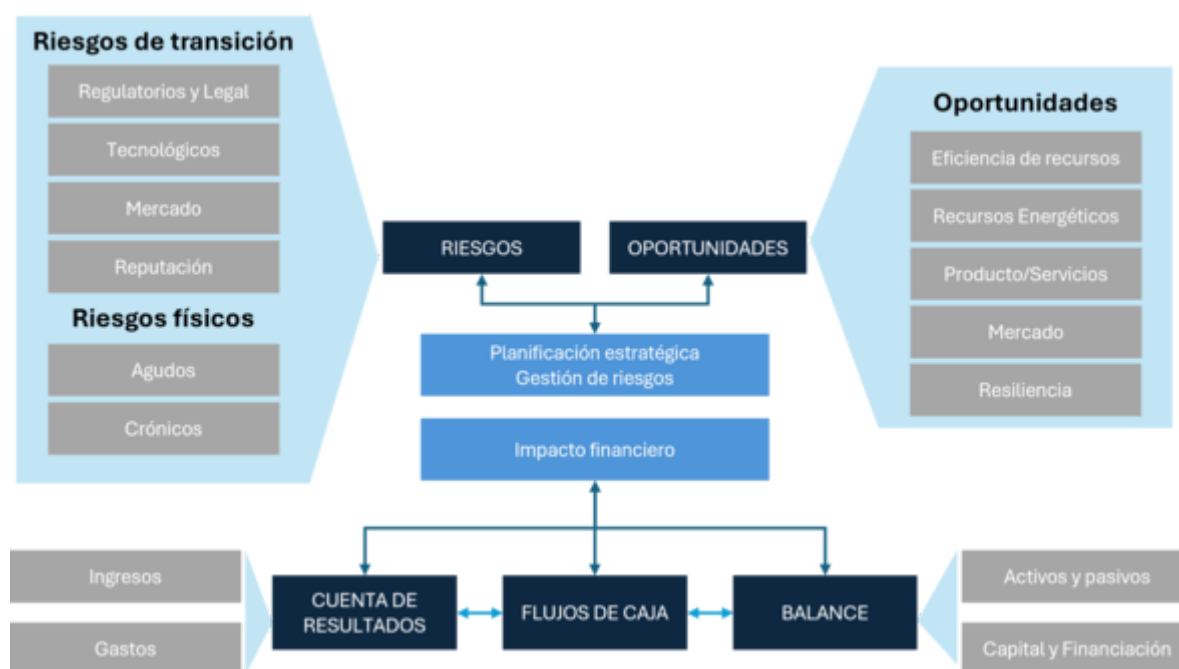 Riesgos de transición
Regulatorios y Legal
Tecnológicos
Mercado
Reputación
Riesgos físicos
Agudos
Crónicos
RIESGOS
OPORTUNIDADES
Planificación estratégica
Gestión de riesgos
Impacto financiero
Oportunidades
Eficiencia de recursos
Recursos Energéticos
Producto/Servicios
Mercado
Resiliencia
Ingresos
Gastos
CUENTA DE
RESULTADOS
FLUJOS DE CAJA
BALANCE
Activos y pasivos
Capital y Financiación